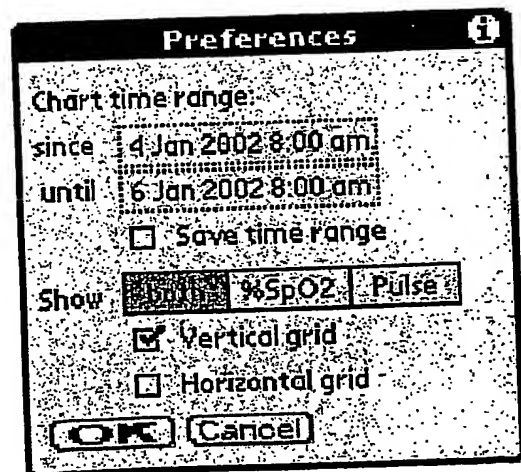 Preferences i
Chart time range:
since 4 Jan 2002 8:00 am
until 6 Jan 2002 8:00 am
Save time range
Show both %SpO2 Pulse
Vertical grid
Horizontal grid
OK Cancel